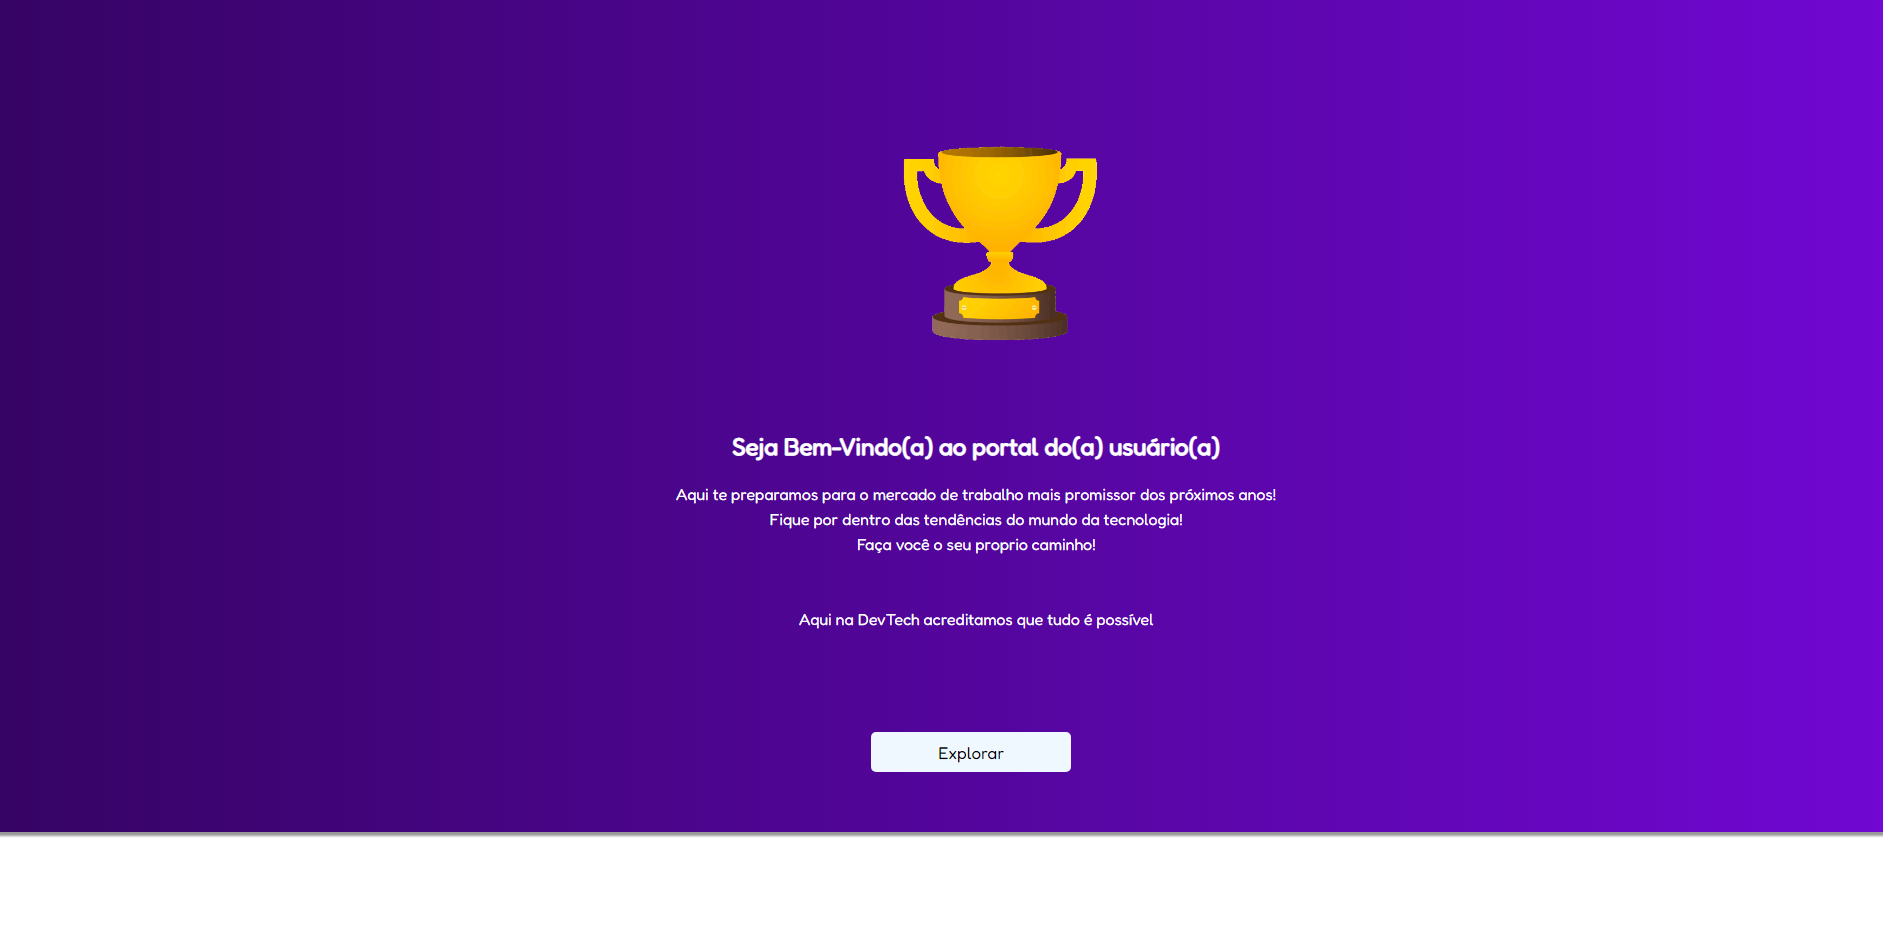 Seja Bem-Vindo(a) ao portal do(a) usuário(a)
Aqui te preparamos para o mercado de trabalho mais promissor dos próximos anos!
Fique por dentro das tendências do mundo da tecnologia!
Faça você o seu proprio caminho!
Aqui na DevTech acreditamos que tudo é possível
Explorar